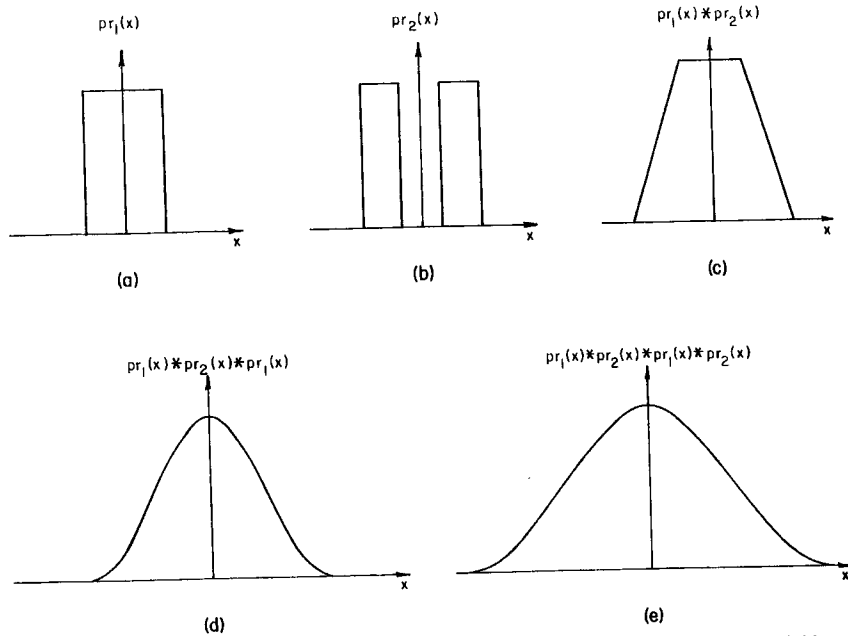 pr₁(x)
x
(a)
pr₂(x)
x
(b)
pr₁(x)*pr₂(x)
x
(c)
pr₁(x)*pr₂(x)*pr₁(x)
x
(d)
pr₁(x)*pr₂(x)*pr₁(x)*pr₂(x)
x
(e)